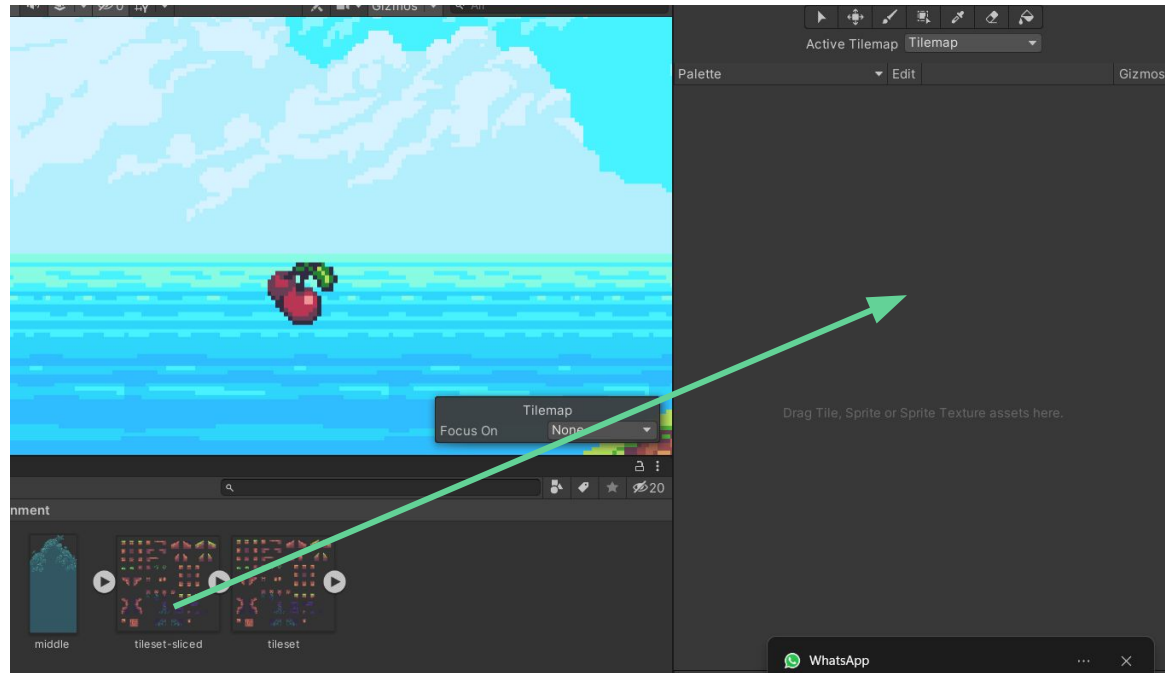 Gizmos
All
Active Tilemap Tilemap
Palette Edit Gizmos
Drag Tile, Sprite or Sprite Texture assets here.
Tilemap
Focus On None
20
nment
middle tileset-sliced tileset
WhatsApp